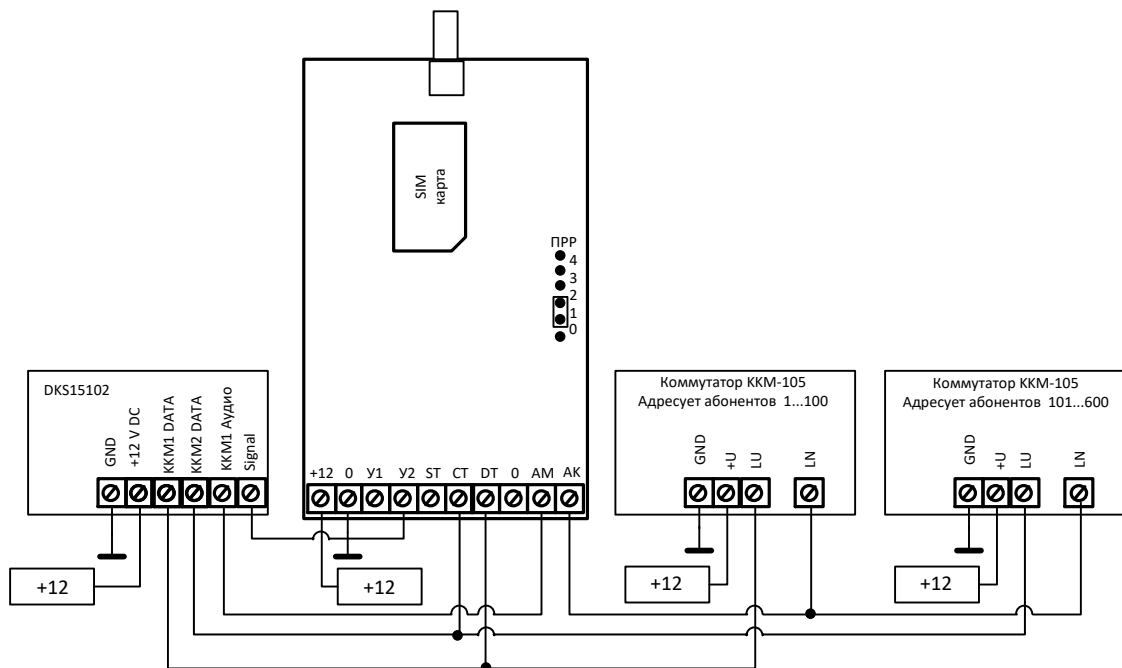 SIM
карта
ПРР
4
3
2
1
0
DKS15102
GND
+12 V DC
KKM1 DATA
KKM2 DATA
KKM1 Аудио
Signal
+12
0
У1
У2
ST
CT
DT
0
AM
AK
Коммутатор ККМ-105
Адресует абонентов 1...100
GND
+U
LU
LN
Коммутатор ККМ-105
Адресует абонентов 101...600
GND
+U
LU
LN
+12
+12
+12
+12